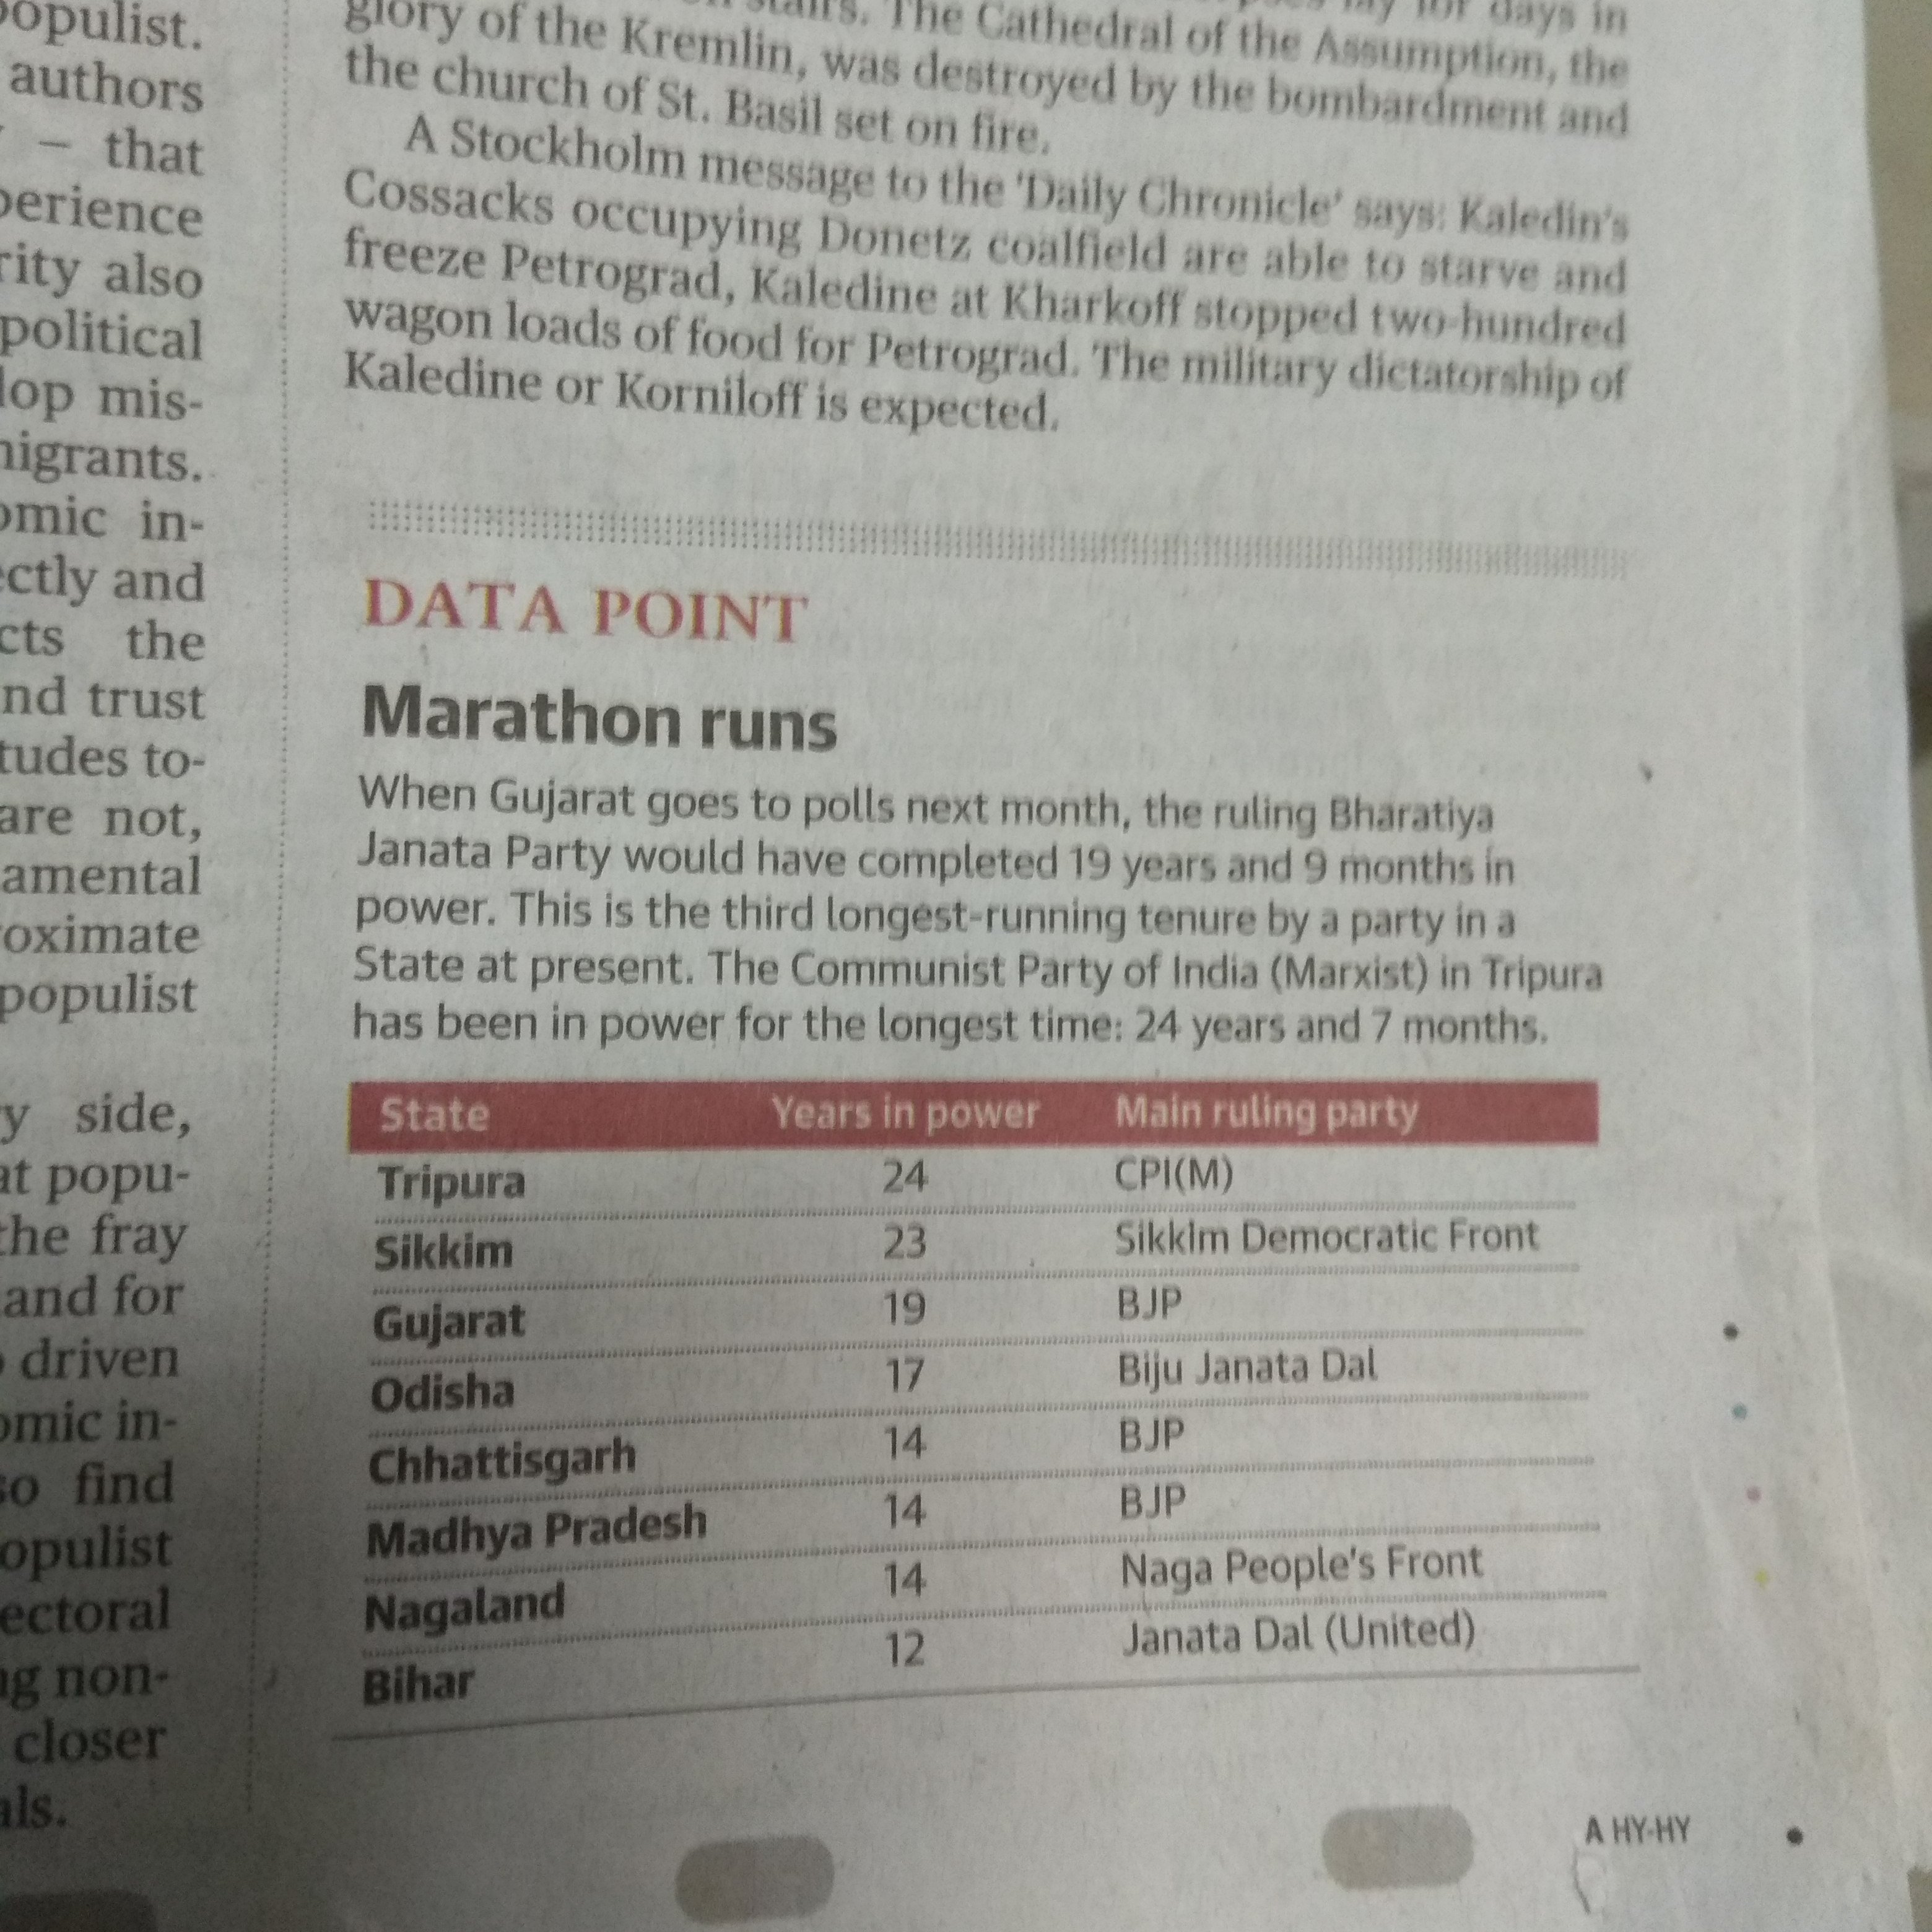 opulist.
authors
– that
perience
rity also
political
lop mis-
nigrants.
omic in-
ectly and
cts the
nd trust
tudes to-
are not,
amental
oximate
populist
y side,
at popu-
the fray
and for
driven
omic in-
so find
opulist
ectoral
ng non-
closer
als.
stairs. The Cathedral of the Assumption, the
glory of the Kremlin, was destroyed by the bombardment and
the church of St. Basil set on fire.
A Stockholm message to the 'Daily Chronicle' says: Kaledin's
Cossacks occupying Donetz coalfield are able to starve and
freeze Petrograd, Kaledine at Kharkoff stopped two-hundred
wagon loads of food for Petrograd. The military dictatorship of
Kaledine or Korniloff is expected.
DATA POINT
Marathon runs
When Gujarat goes to polls next month, the ruling Bharatiya
Janata Party would have completed 19 years and 9 months in
power. This is the third longest-running tenure by a party in a
State at present. The Communist Party of India (Marxist) in Tripura
has been in power for the longest time: 24 years and 7 months.
State Years in power Main ruling party
Tripura 24 CPI(M)
Sikkim 23 Sikkim Democratic Front
Gujarat 19 BJP
Odisha 17 Biju Janata Dal
Chhattisgarh 14 BJP
Madhya Pradesh 14 BJP
Nagaland 14 Naga People's Front
Bihar 12 Janata Dal (United)
A HY-HY